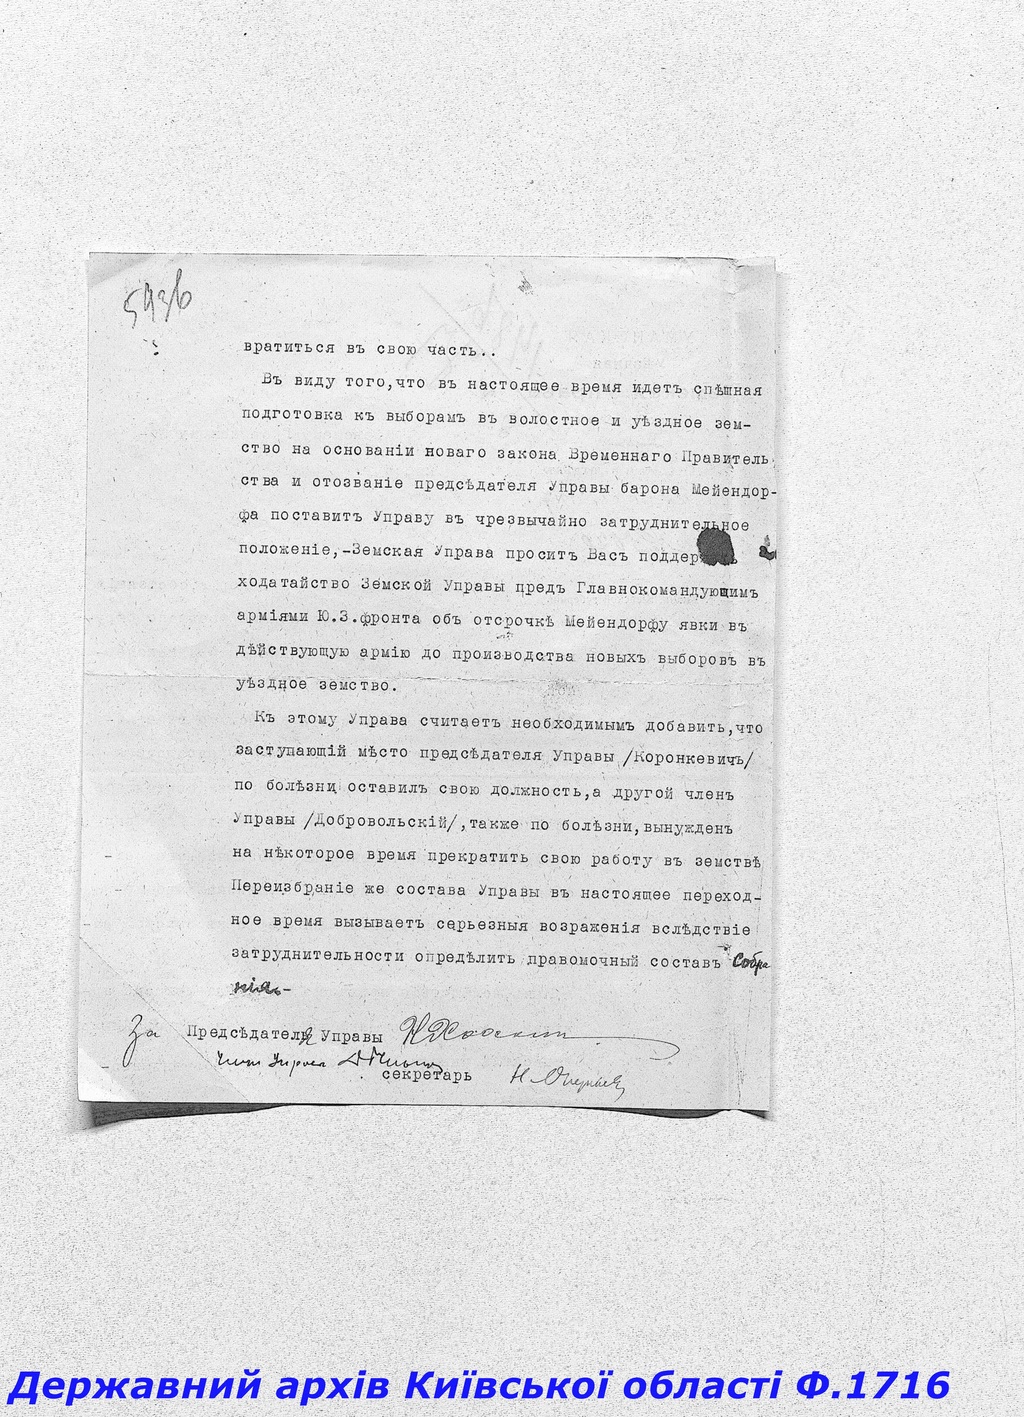 вратиться въ свою часть..
Въ виду того,что въ настоящее время идетъ спѣшная
подготовка къ выборамъ въ волостное и уѣздное зем-
ство на основаніи новаго закона Временнаго Правитель
ства и отозваніе предсѣдателя Управы барона Мейендор-
фа поставитъ Управу въ чрезвычайно затруднительное
положеніе,-Земская Управа проситъ Васъ
ходатайство Земской Управы предъ Главнокомандующимъ
арміями Ю.З.фронта объ отсрочкѣ Мейендорфу явки въ
дѣйствующую армію до производства новыхъ выборовъ въ
уѣздное земство.
Къ этому Управа считаетъ необходимымъ добавить,что
заступающій мѣсто предсѣдателя Управы /Коронкевичъ/
по болѣзни оставилъ свою должность,а другой членъ
Управы /Добровольскій/,также по болѣзни,вынужденъ
на нѣкоторое время прекратить свою работу въ земствѣ
Переизбраніе же состава Управы въ настоящее переход-
ное время вызываетъ серьезныя возраженія вслѣдствіе
затруднительности опредѣлить правомочный составъ Собра
нія.-
За Предсѣдателя Управы
секретарь
Державний архів Київської області Ф.1716